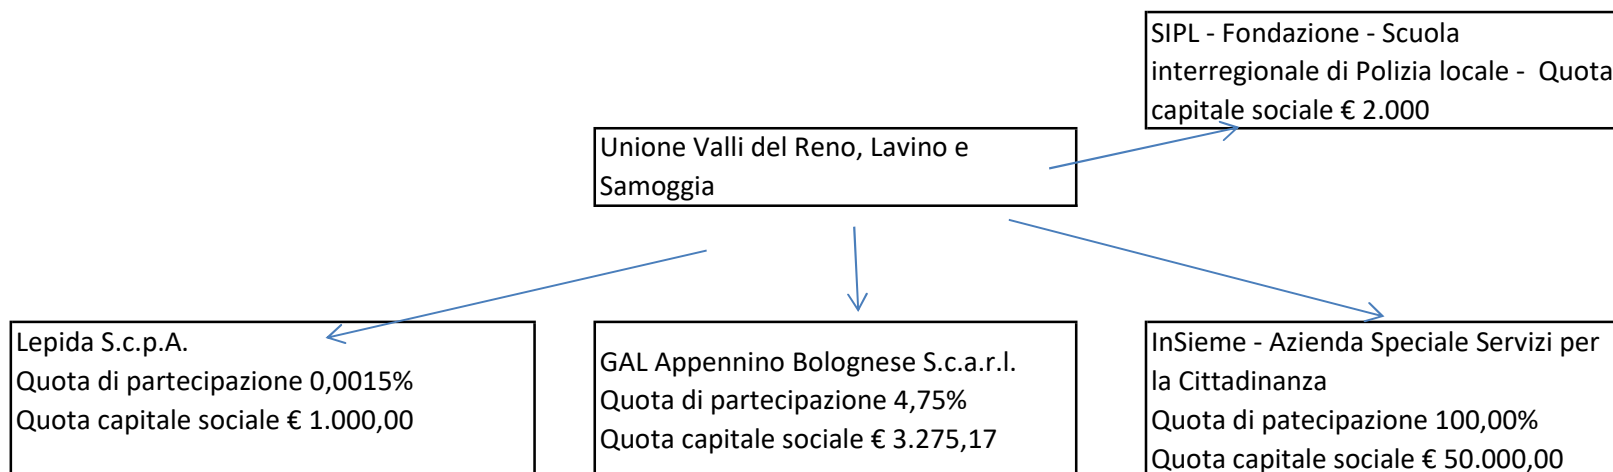 SIPL - Fondazione - Scuola
interregionale di Polizia locale -  Quota
capitale sociale € 2.000
Unione Valli del Reno, Lavino e
Samoggia
Lepida S.c.p.A.
Quota di partecipazione 0,0015%
Quota capitale sociale € 1.000,00
GAL Appennino Bolognese S.c.a.r.l.
Quota di partecipazione 4,75%
Quota capitale sociale € 3.275,17
InSieme - Azienda Speciale Servizi per
la Cittadinanza
Quota di patecipazione 100,00%
Quota capitale sociale € 50.000,00